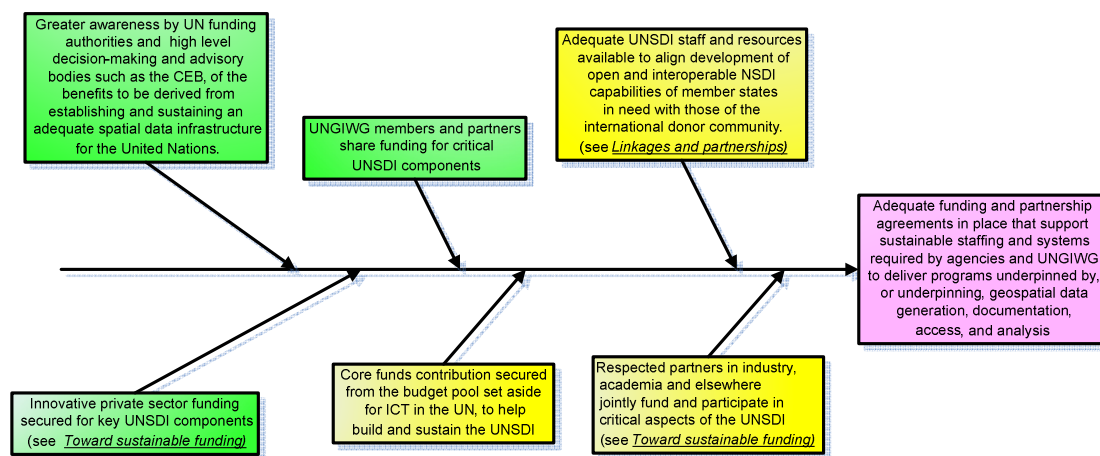 Greater awareness by UN funding
authorities and high level
decision-making and advisory
bodies such as the CEB, of the
benefits to be derived from
establishing and sustaining an
adequate spatial data infrastructure
for the United Nations.
UNGIWG members and partners
share funding for critical
UNSDI components
Adequate UNSDI staff and resources
available to align development of
open and interoperable NSDI
capabilities of member states
in need with those of the
international donor community.
(see Linkages and partnerships)
Adequate funding and partnership
agreements in place that support
sustainable staffing and systems
required by agencies and UNGIWG
to deliver programs underpinned by,
or underpinning, geospatial data
generation, documentation,
access, and analysis
Innovative private sector funding
secured for key UNSDI components
(see Toward sustainable funding)
Core funds contribution secured
from the budget pool set aside
for ICT in the UN, to help
build and sustain the UNSDI
Respected partners in industry,
academia and elsewhere
jointly fund and participate in
critical aspects of the UNSDI
(see Toward sustainable funding)